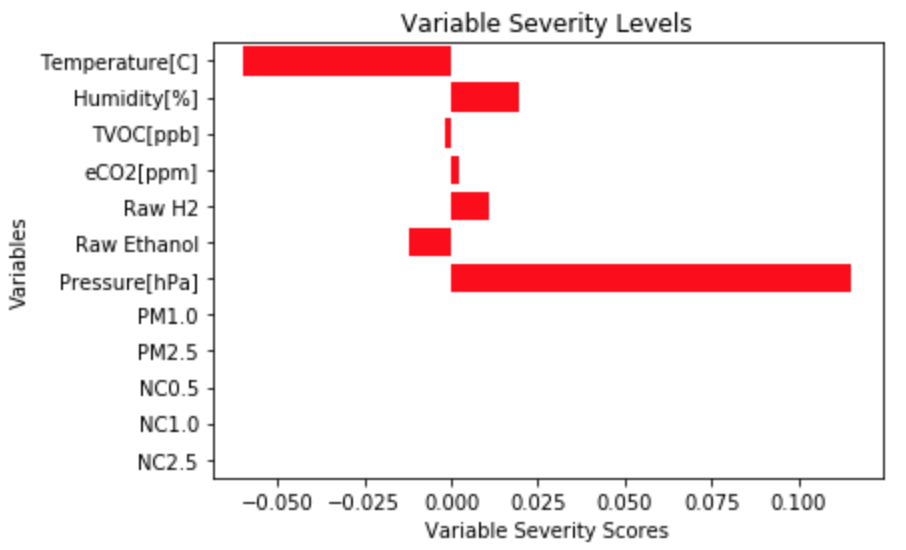 Variable Severity Levels
Temperature[C]
Humidity[%]
TVOC[ppb]
eCO2[ppm]
Raw H2
Raw Ethanol
Pressure[hPa]
PM1.0
PM2.5
NC0.5
NC1.0
NC2.5
Variables
−0.050 −0.025 0.000 0.025 0.050 0.075 0.100
Variable Severity Scores